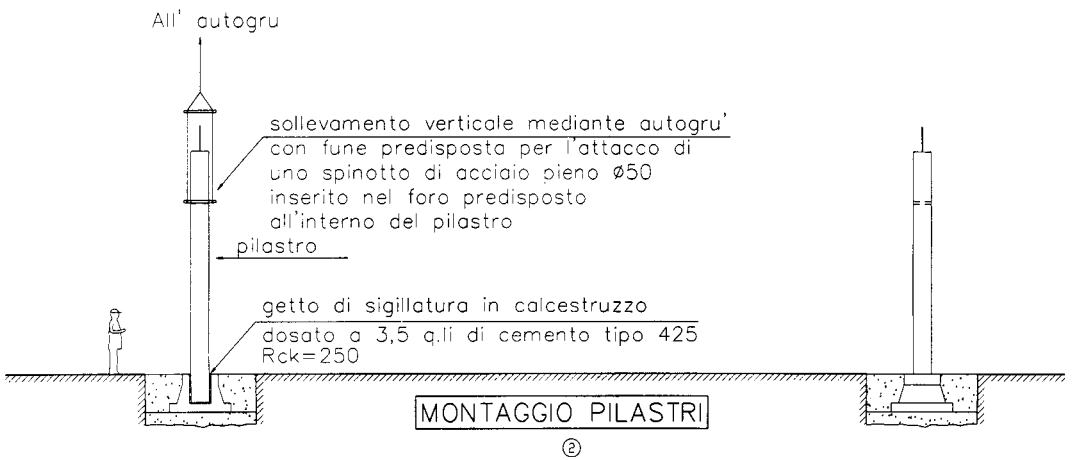 All' autogru
sollevamento verticale mediante autogru'
con fune predisposta per l'attacco di
uno spinotto di acciaio pieno ø50
inserito nel foro predisposto
all'interno del pilastro
pilastro
getto di sigillatura in calcestruzzo
dosato a 3,5 q.li di cemento tipo 425
Rck=250
MONTAGGIO PILASTRI
②